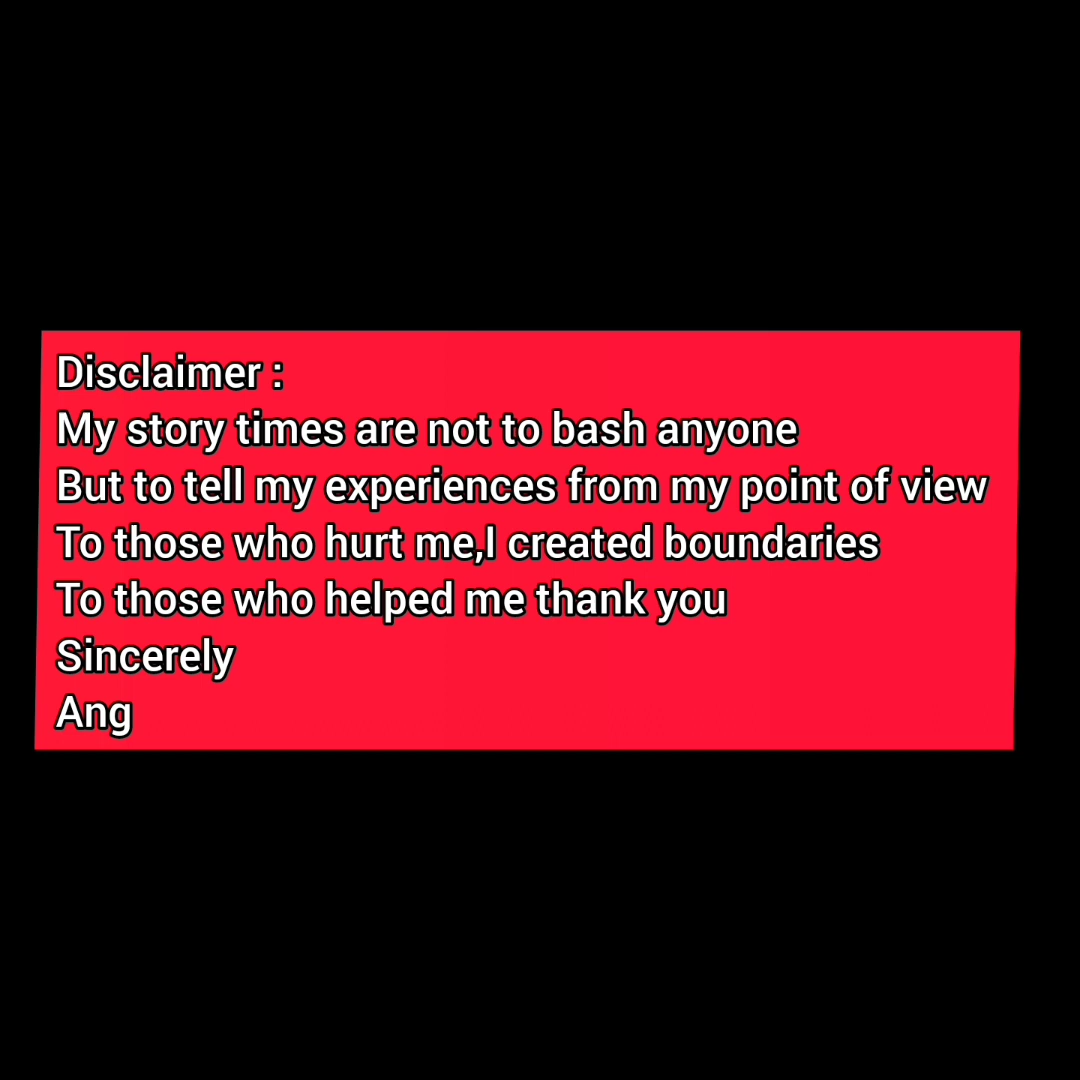 Disclaimer :
My story times are not to bash anyone
But to tell my experiences from my point of view
To those who hurt me,I created boundaries
To those who helped me thank you
Sincerely
Ang